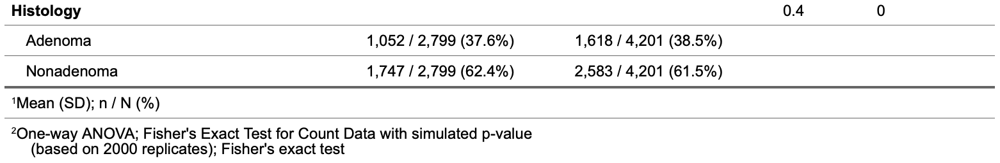 Histology 0.4 0
Adenoma 1,052 / 2,799 (37.6%) 1,618 / 4,201 (38.5%)
Nonadenoma 1,747 / 2,799 (62.4%) 2,583 / 4,201 (61.5%)
¹Mean (SD); n / N (%)
²One-way ANOVA; Fisher's Exact Test for Count Data with simulated p-value
(based on 2000 replicates); Fisher's exact test